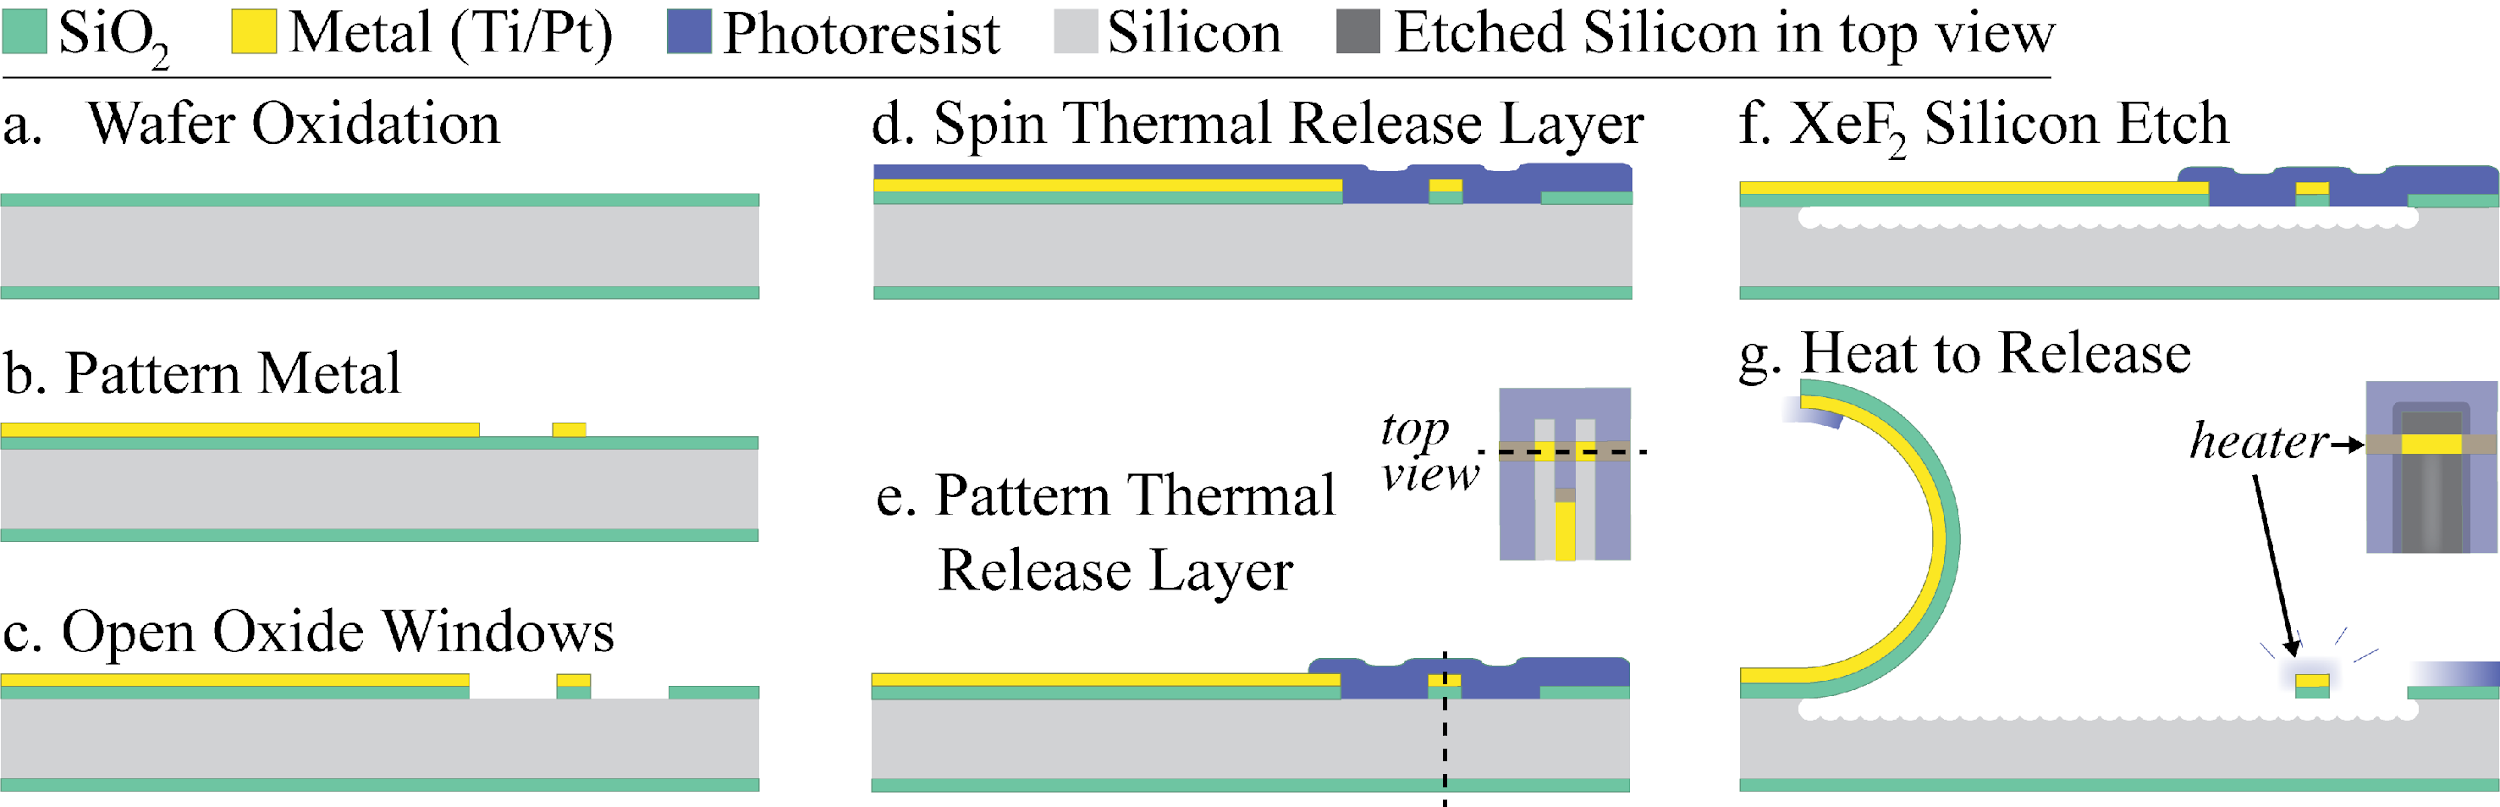 SiO₂ Metal (Ti/Pt) Photoresist Silicon Etched Silicon in top view
a. Wafer Oxidation
b. Pattern Metal
c. Open Oxide Windows
d. Spin Thermal Release Layer
e. Pattern Thermal
Release Layer
top
view
f. XeF₂ Silicon Etch
g. Heat to Release
heater